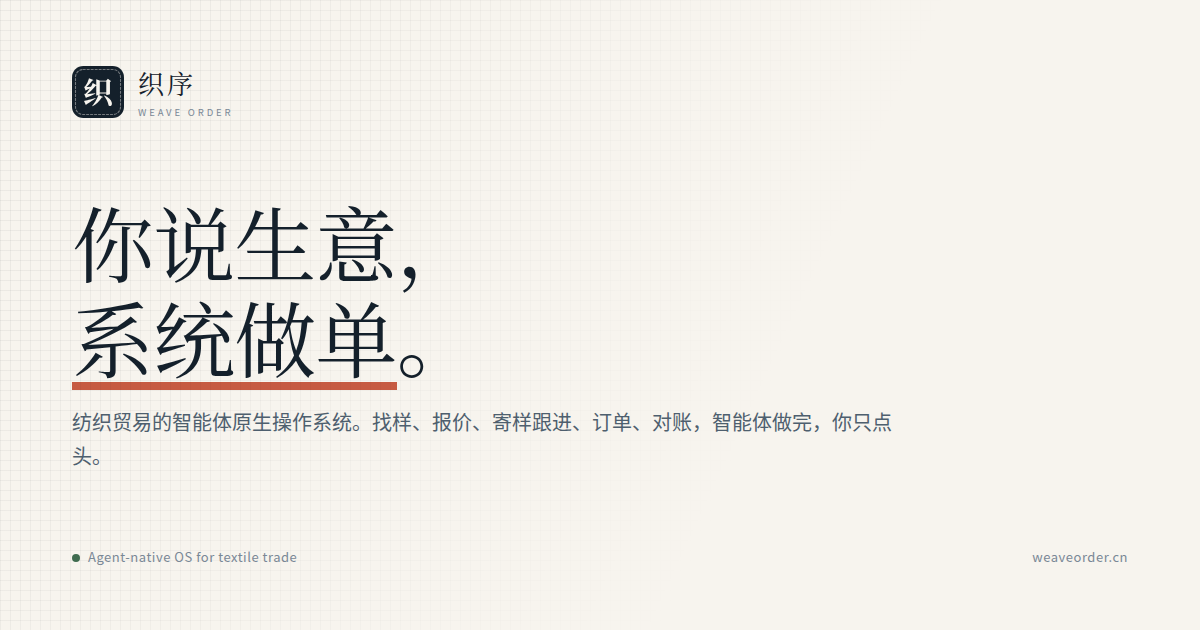 织
织序
WEAVE ORDER
你说生意，
系统做单。
纺织贸易的智能体原生操作系统。找样、报价、寄样跟进、订单、对账，智能体做完，你只点
头。
Agent-native OS for textile trade
weaveorder.cn